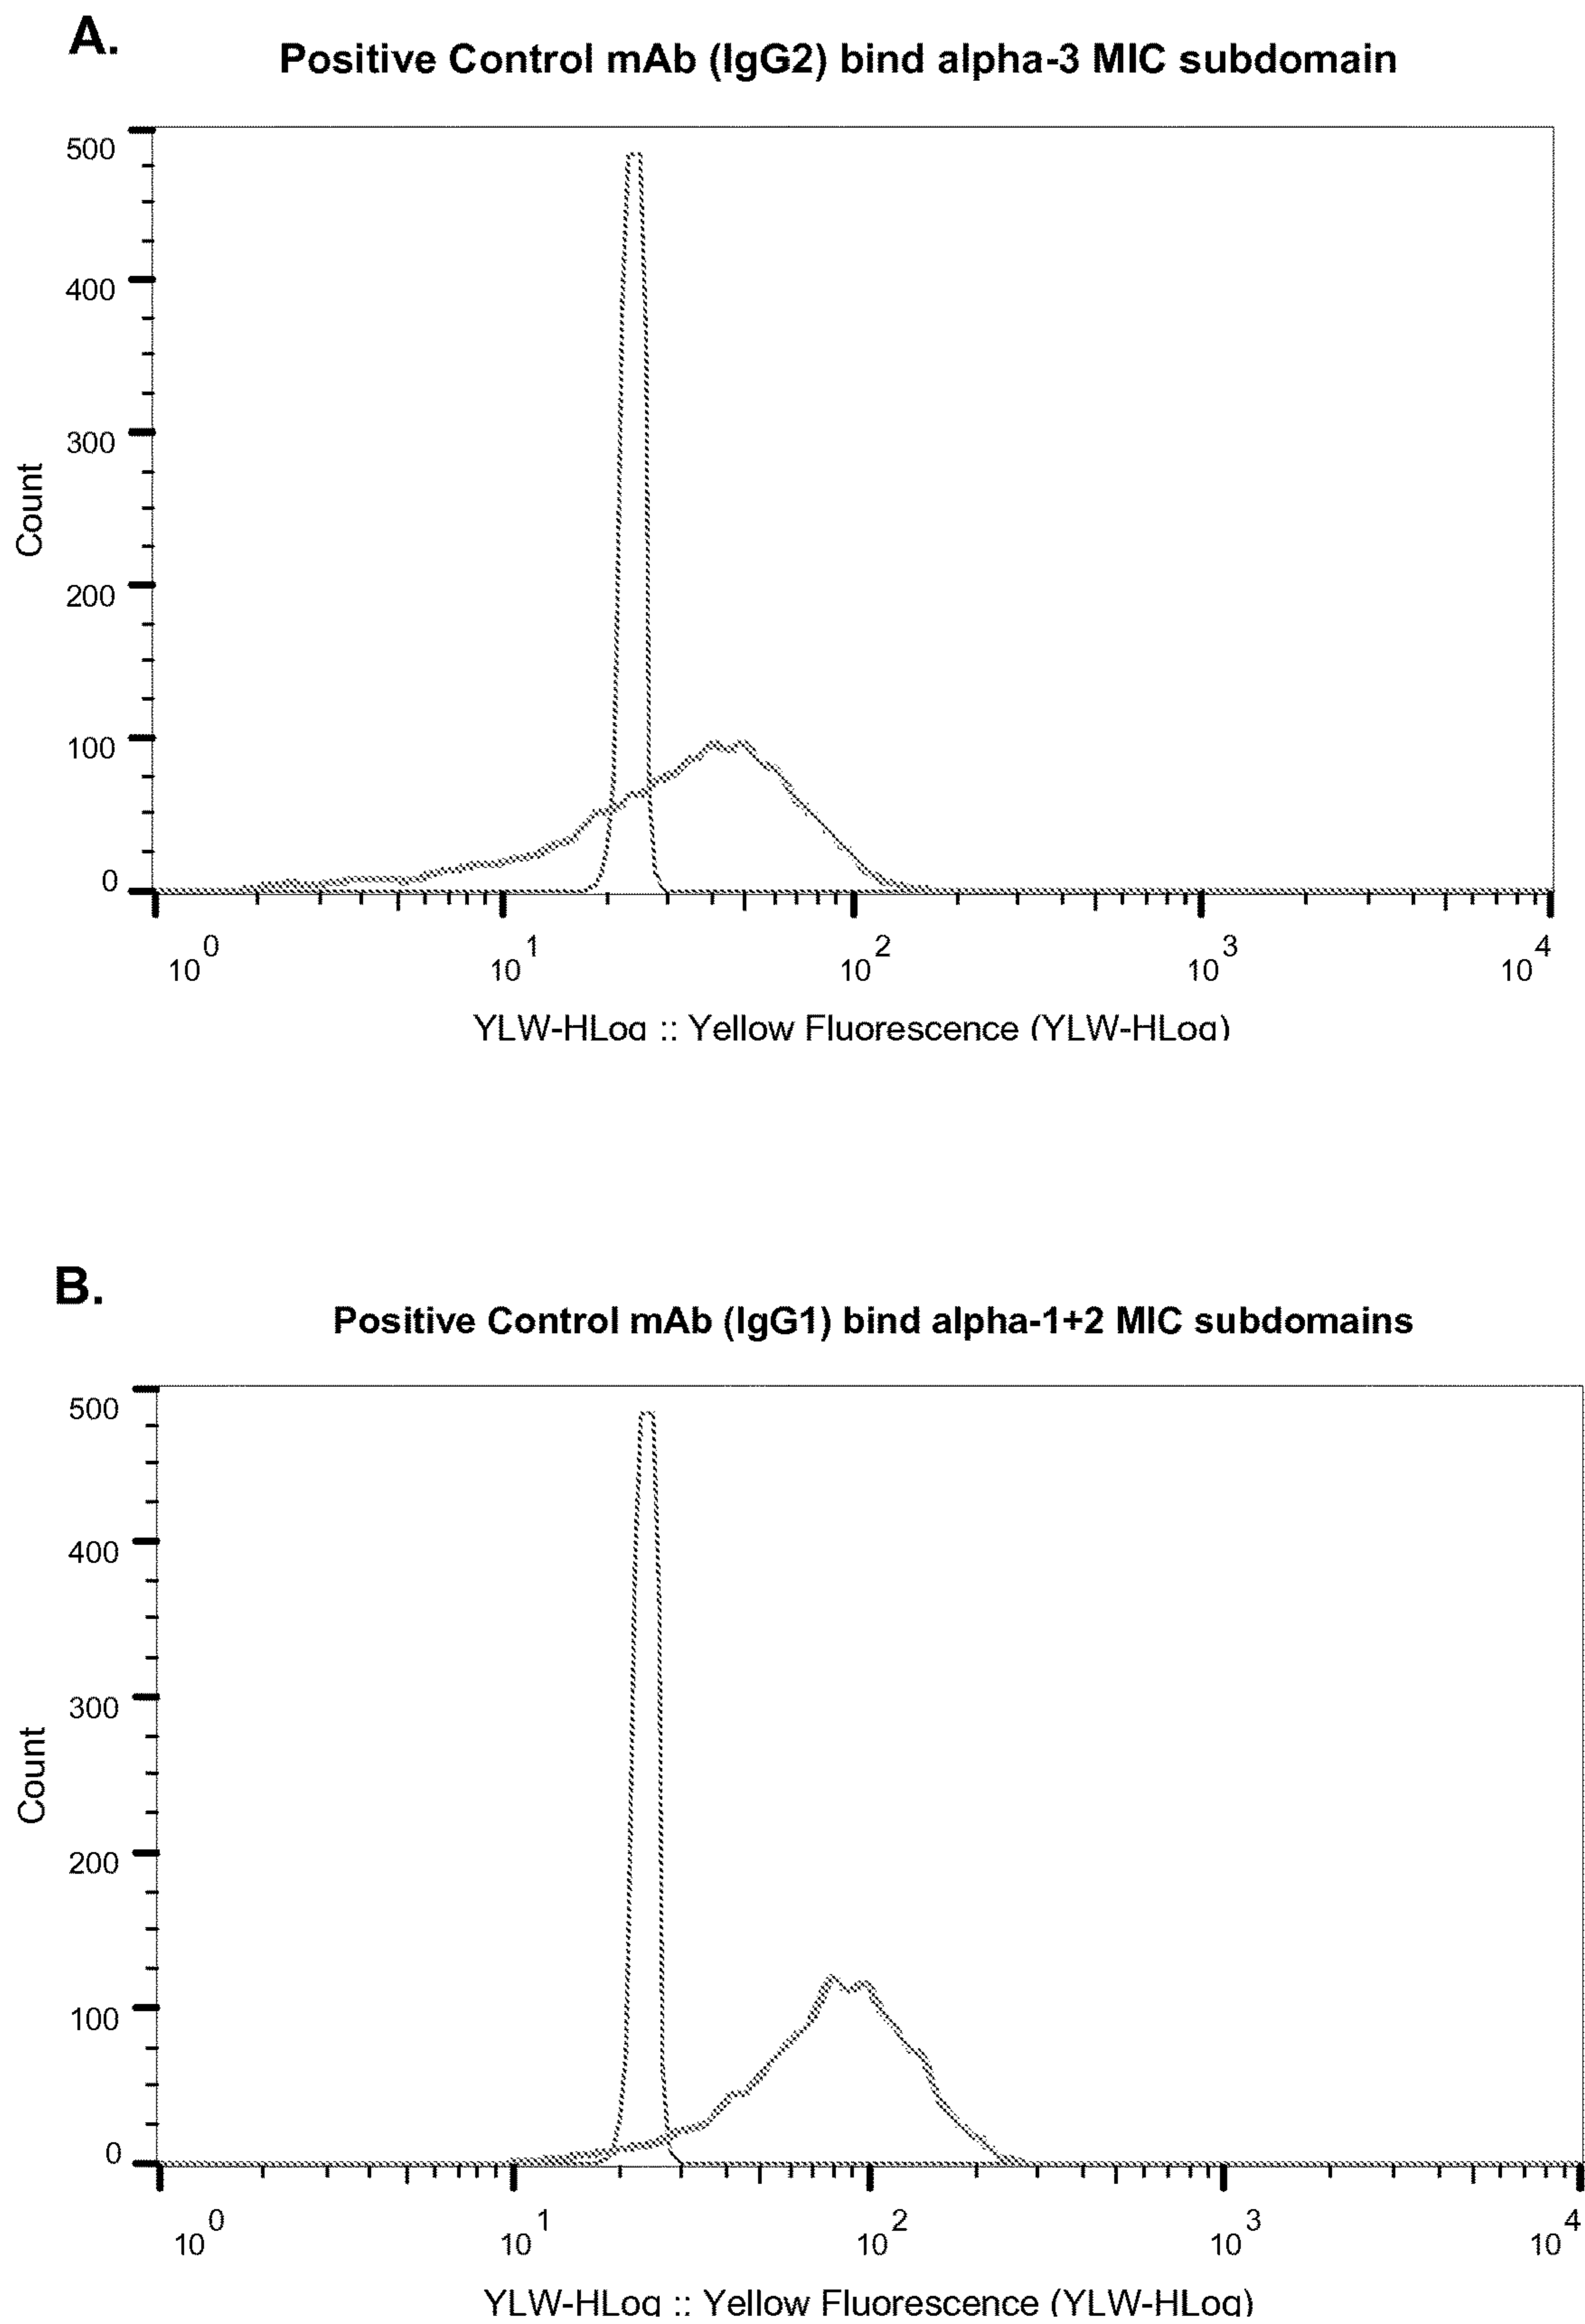 A.
Positive Control mAb (IgG2) bind alpha-3 MIC subdomain
500
400
300
200
100
0
Count
10^0 10^1 10^2 10^3 10^4
YLW-HLog :: Yellow Fluorescence (YLW-HLog)
B.
Positive Control mAb (IgG1) bind alpha-1+2 MIC subdomains
500
400
300
200
100
0
Count
10^0 10^1 10^2 10^3 10^4
YLW-HLog :: Yellow Fluorescence (YLW-HLog)